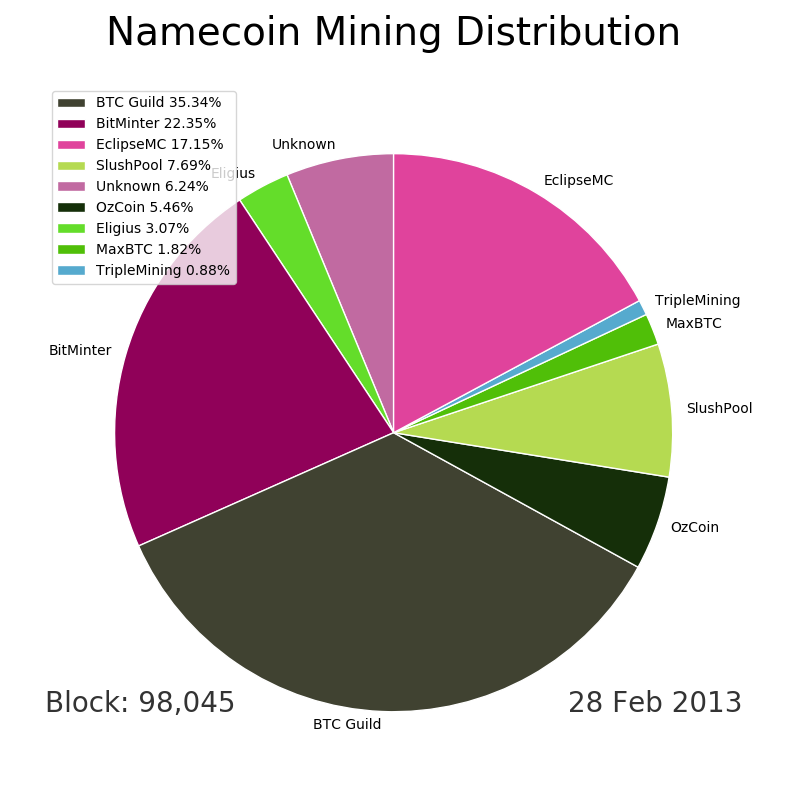 Namecoin Mining Distribution
BTC Guild 35.34%
BitMinter 22.35%
EclipseMC 17.15%
SlushPool 7.69%
Unknown 6.24%
OzCoin 5.46%
Eligius 3.07%
MaxBTC 1.82%
TripleMining 0.88%
Unknown
Eligius
EclipseMC
TripleMining
MaxBTC
BitMinter
SlushPool
OzCoin
Block: 98,045
28 Feb 2013
BTC Guild